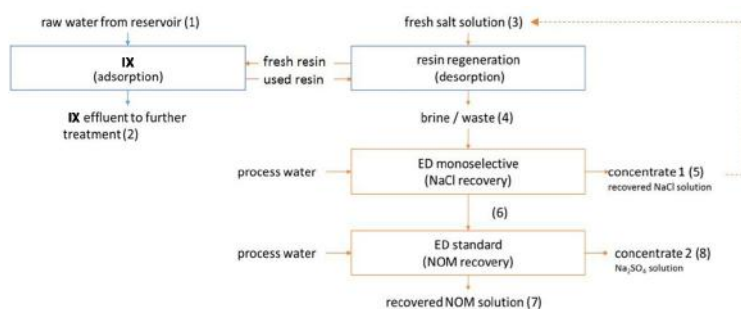 raw water from reservoir (1)
fresh salt solution (3)
IX
(adsorption)
fresh resin
used resin
resin regeneration
(desorption)
IX effluent to further
treatment (2)
brine / waste (4)
process water
ED monoselective
(NaCl recovery)
concentrate 1 (5)
recovered NaCl solution
(6)
process water
ED standard
(NOM recovery)
concentrate 2 (8)
Na₂SO₄ solution
recovered NOM solution (7)